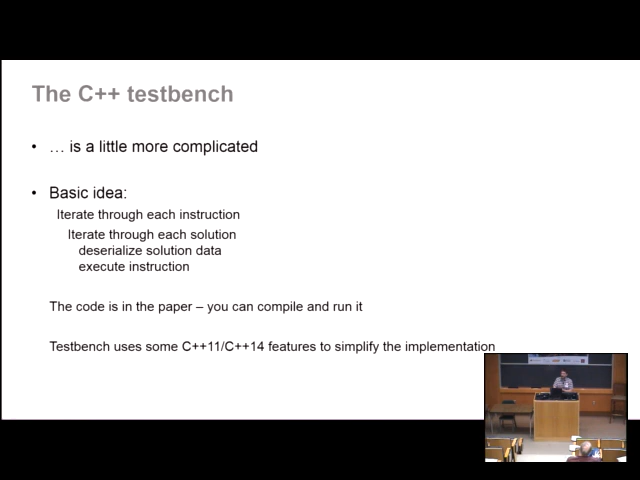 The C++ testbench
• … is a little more complicated
• Basic idea:
Iterate through each instruction
Iterate through each solution
deserialize solution data
execute instruction
The code is in the paper – you can compile and run it
Testbench uses some C++11/C++14 features to simplify the implementation